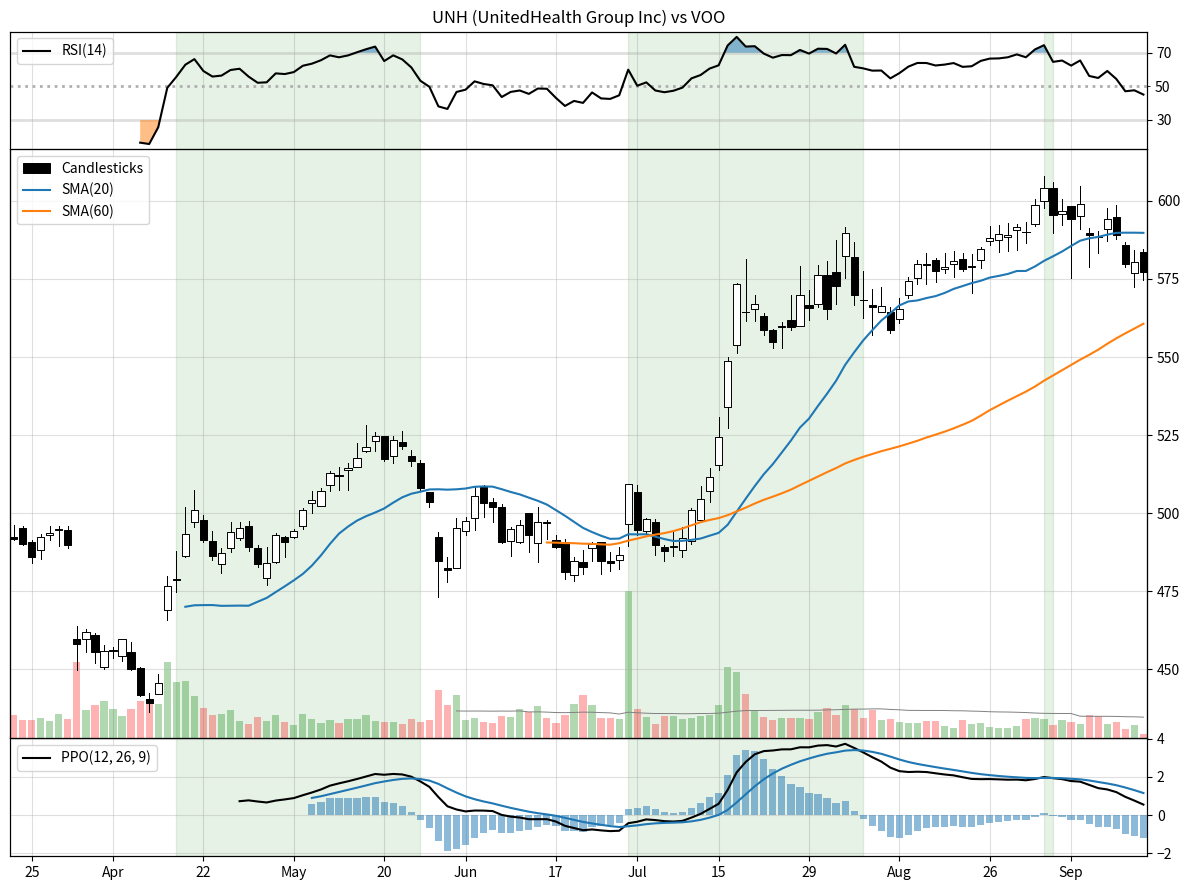 UNH (UnitedHealth Group Inc) vs VOO
RSI(14)
70
50
30
Candlesticks
SMA(20)
SMA(60)
600
575
550
525
500
475
450
PPO(12, 26, 9)
4
2
0
−2
25 Apr 22 May 20 Jun 17 Jul 15 29 Aug 26 Sep